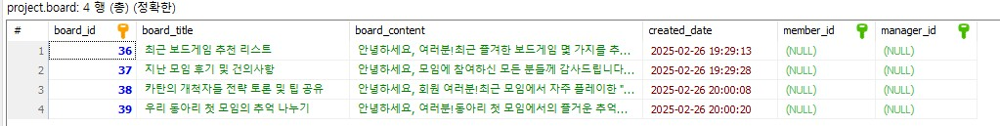 project.board: 4 행 (총) (정확한)
# board_id board_title board_content created_date member_id manager_id
1 36 최근 보드게임 추천 리스트 안녕하세요, 여러분!최근 즐겨한 보드게임 몇 가지를 추... 2025-02-26 19:29:13 (NULL) (NULL)
2 37 지난 모임 후기 및 건의사항 안녕하세요, 모임에 참여하신 모든 분들께 감사드립니다... 2025-02-26 19:29:28 (NULL) (NULL)
3 38 카탄의 개척자들 전략 토론 및 팁 공유 안녕하세요, 회원 여러분!최근 모임에서 자주 플레이한 "... 2025-02-26 20:00:08 (NULL) (NULL)
4 39 우리 동아리 첫 모임의 추억 나누기 안녕하세요, 여러분!동아리 첫 모임에서의 즐거운 추억... 2025-02-26 20:00:20 (NULL) (NULL)